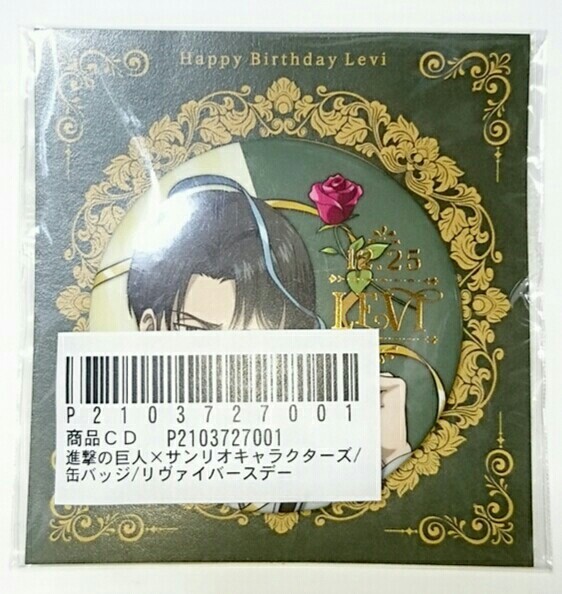 Happy Birthday Levi
12.25
LEVI
P2103727001
商品CD P2103727001
進撃の巨人×サンリオキャラクターズ/
缶バッジ/リヴァイバースデー